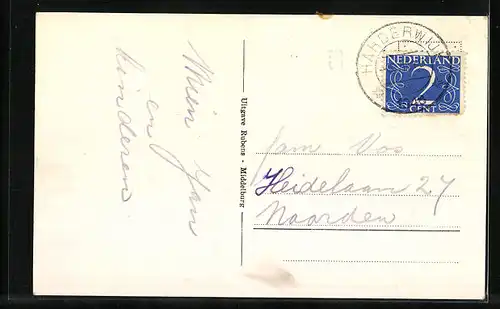 Mien Jan
en
kinderen
Uitgave Rubens - Middelburg
HARDERWIJK
NEDERLAND
2
CENT
Fam Vos
Heidelaan 27
Naarden